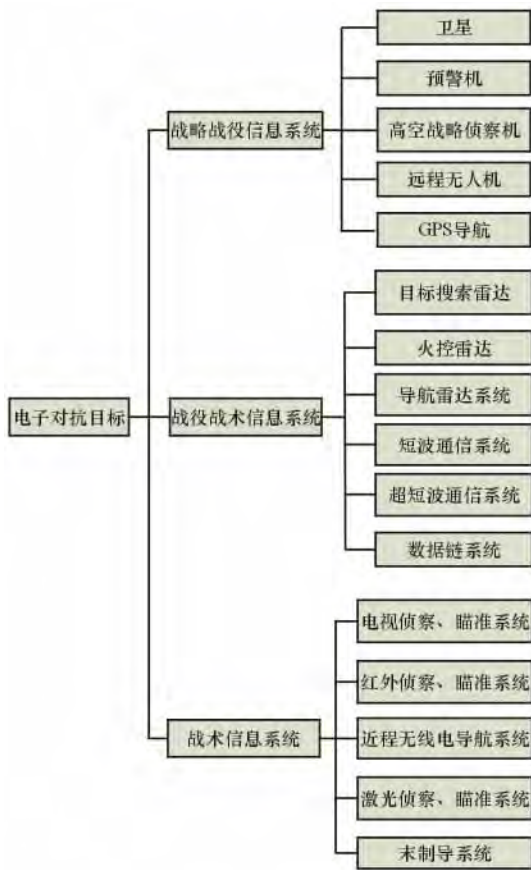 电子对抗目标
战略战役信息系统
卫星
预警机
高空战略侦察机
远程无人机
GPS导航
战役战术信息系统
目标搜索雷达
火控雷达
导航雷达系统
短波通信系统
超短波通信系统
数据链系统
战术信息系统
电视侦察、瞄准系统
红外侦察、瞄准系统
近程无线电导航系统
激光侦察、瞄准系统
末制导系统